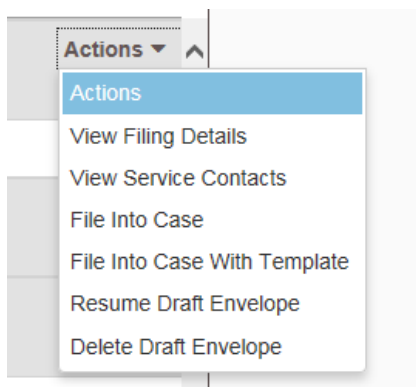 Actions
Actions
View Filing Details
View Service Contacts
File Into Case
File Into Case With Template
Resume Draft Envelope
Delete Draft Envelope